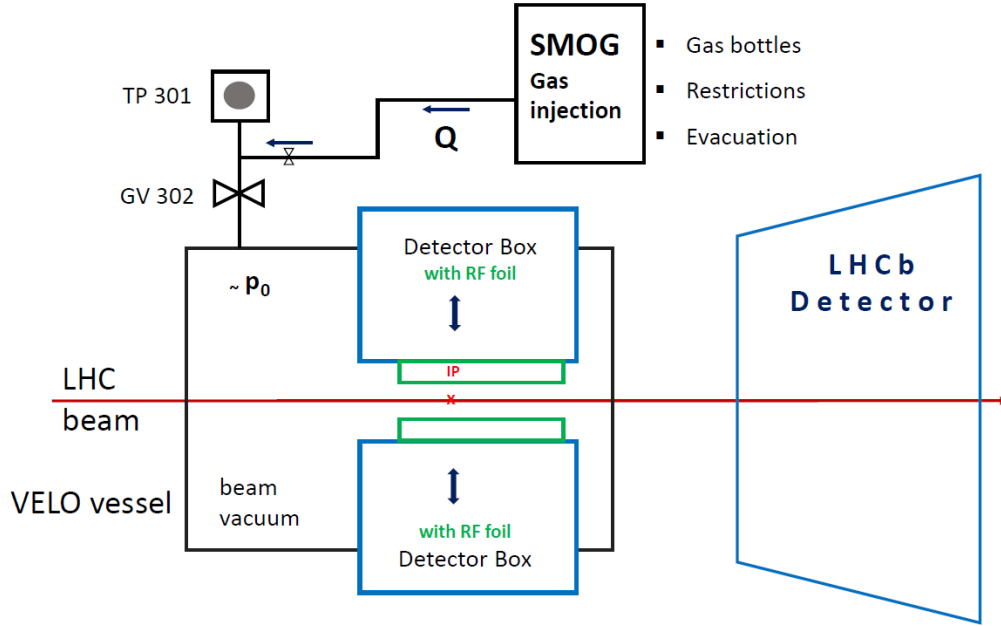 SMOG
Gas
injection
▪ Gas bottles
▪ Restrictions
▪ Evacuation
TP 301
Q
GV 302
~ p₀
Detector Box
with RF foil
LHCb
Detector
IP
x
LHC
beam
VELO vessel
beam
vacuum
with RF foil
Detector Box